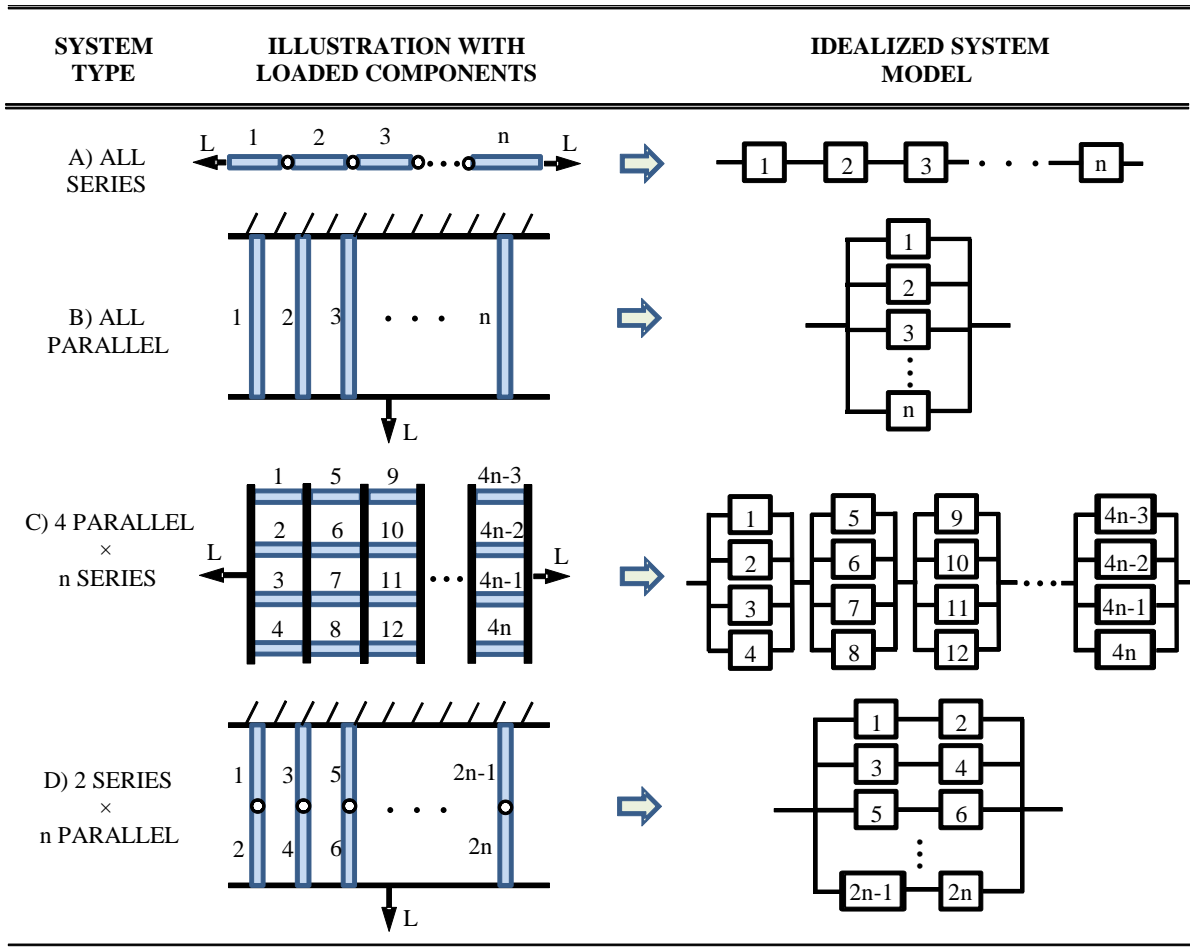 SYSTEM TYPE
ILLUSTRATION WITH LOADED COMPONENTS
IDEALIZED SYSTEM MODEL
A) ALL SERIES
L 1 2 3 n L
1 2 3 n
B) ALL PARALLEL
1 2 3 n
L
1
2
3
n
C) 4 PARALLEL × n SERIES
1 5 9 4n-3
2 6 10 4n-2
L L
3 7 11 4n-1
4 8 12 4n
1 5 9 4n-3
2 6 10 4n-2
3 7 11 4n-1
4 8 12 4n
D) 2 SERIES × n PARALLEL
1 3 5 2n-1
2 4 6 2n
L
1 2
3 4
5 6
2n-1 2n